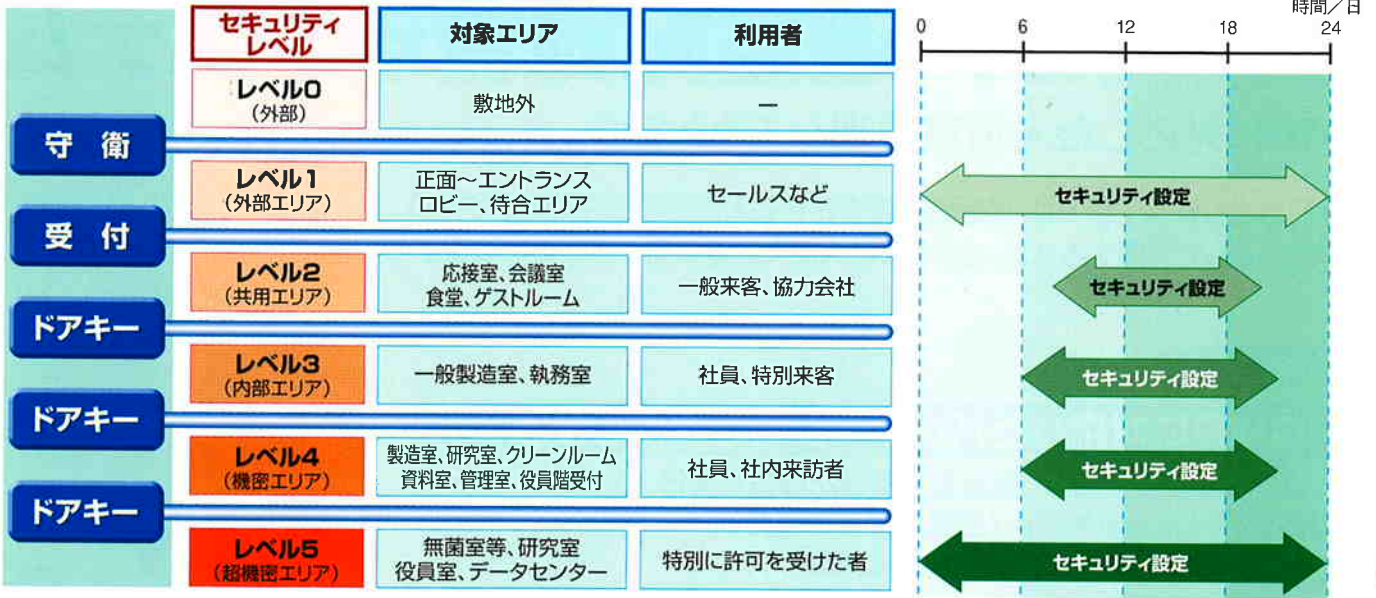 時間／日
セキュリティ
レベル
対象エリア
利用者
0
6
12
18
24
レベル0
(外部)
敷地外
—
守 衛
レベル1
(外部エリア)
正面〜エントランス
ロビー、待合エリア
セールスなど
セキュリティ設定
受 付
レベル2
(共用エリア)
応接室、会議室
食堂、ゲストルーム
一般来客、協力会社
セキュリティ設定
ドアキー
レベル3
(内部エリア)
一般製造室、執務室
社員、特別来客
セキュリティ設定
ドアキー
レベル4
(機密エリア)
製造室、研究室、クリーンルーム
資料室、管理室、役員階受付
社員、社内来訪者
セキュリティ設定
ドアキー
レベル5
(超機密エリア)
無菌室等、研究室
役員室、データセンター
特別に許可を受けた者
セキュリティ設定